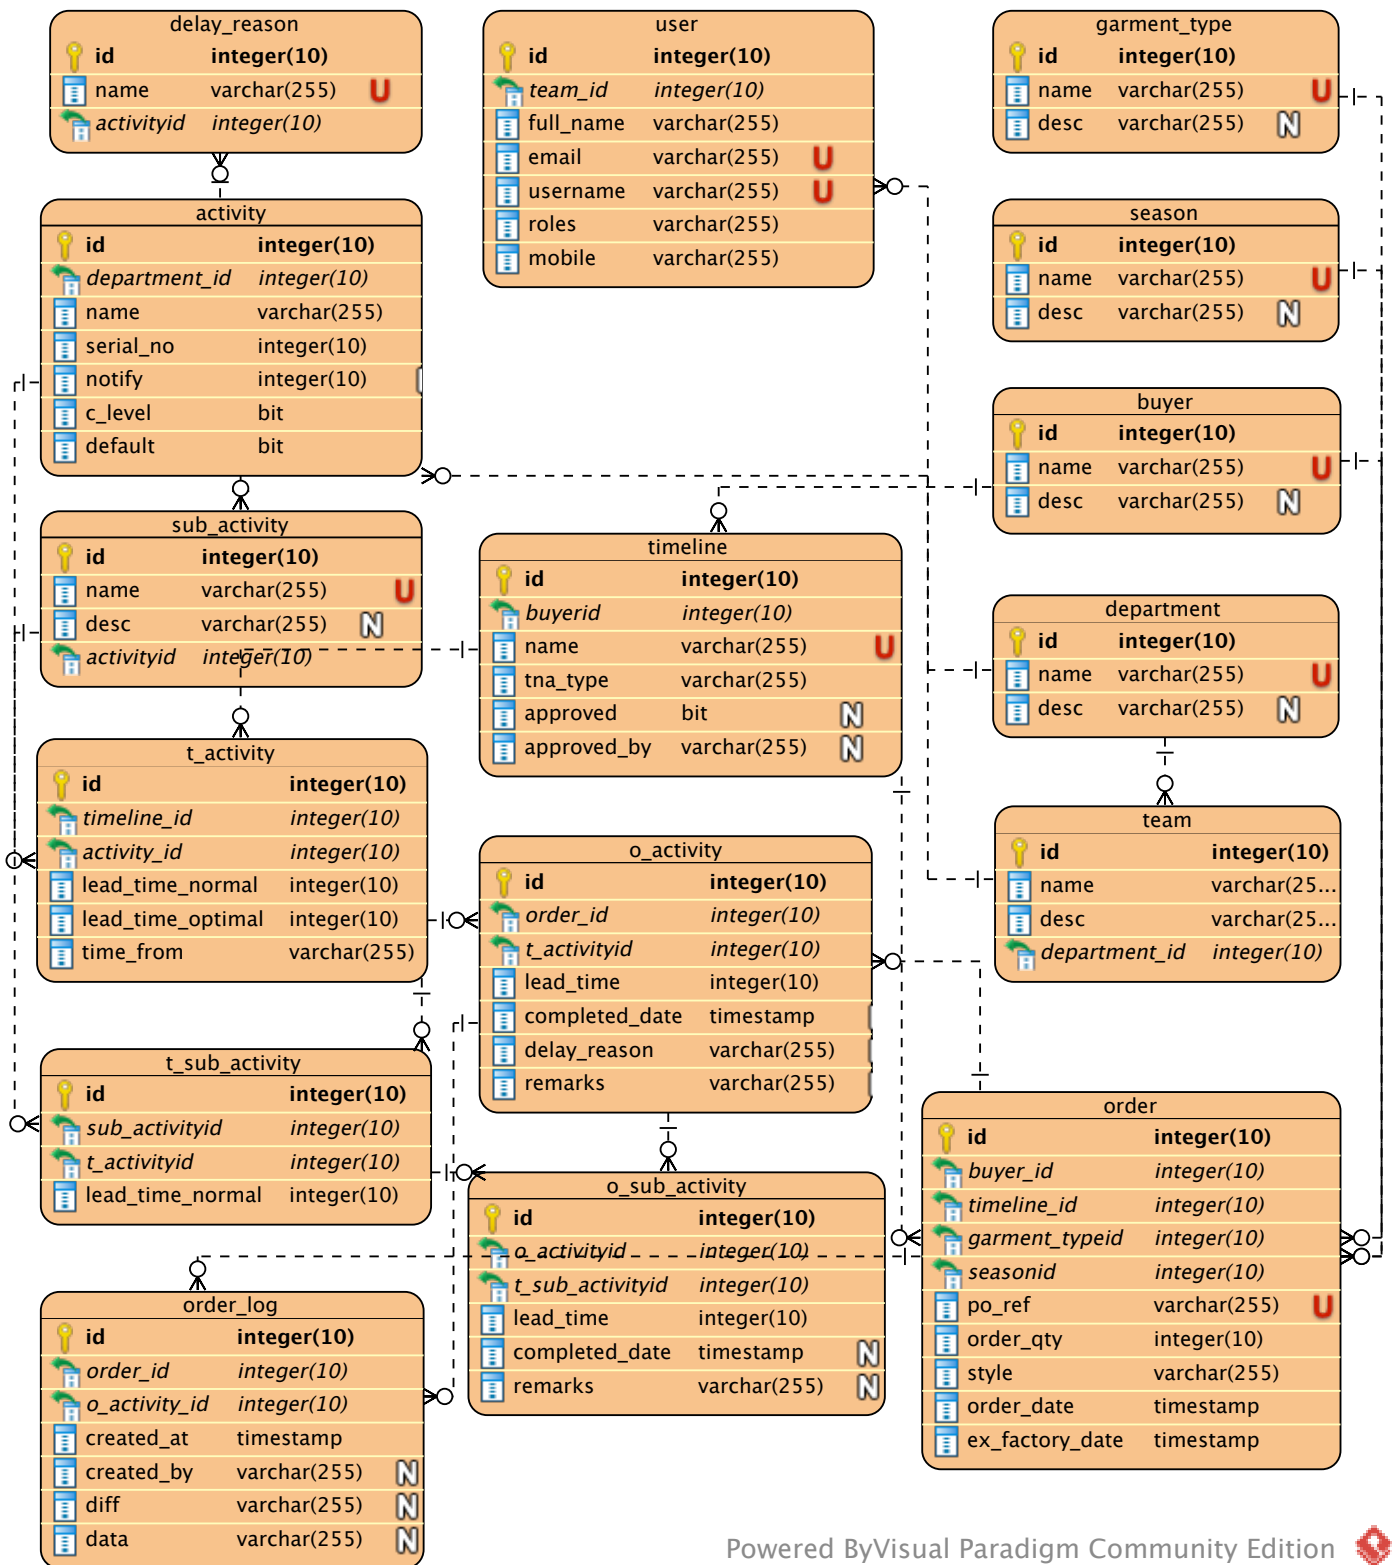 delay_reason
id integer(10)
name varchar(255) U
activityid integer(10)
user
id integer(10)
team_id integer(10)
full_name varchar(255)
email varchar(255) U
username varchar(255) U
roles varchar(255)
mobile varchar(255)
garment_type
id integer(10)
name varchar(255) U
desc varchar(255) N
activity
id integer(10)
department_id integer(10)
name varchar(255)
serial_no integer(10)
notify integer(10)
c_level bit
default bit
season
id integer(10)
name varchar(255) U
desc varchar(255) N
buyer
id integer(10)
name varchar(255) U
desc varchar(255) N
sub_activity
id integer(10)
name varchar(255) U
desc varchar(255) N
activityid integer(10)
timeline
id integer(10)
buyerid integer(10)
name varchar(255) U
tna_type varchar(255)
approved bit N
approved_by varchar(255) N
department
id integer(10)
name varchar(255) U
desc varchar(255) N
t_activity
id integer(10)
timeline_id integer(10)
activity_id integer(10)
lead_time_normal integer(10)
lead_time_optimal integer(10)
time_from varchar(255)
o_activity
id integer(10)
order_id integer(10)
t_activityid integer(10)
lead_time integer(10)
completed_date timestamp
delay_reason varchar(255)
remarks varchar(255)
team
id integer(10)
name varchar(25...
desc varchar(25...
department_id integer(10)
t_sub_activity
id integer(10)
sub_activityid integer(10)
t_activityid integer(10)
lead_time_normal integer(10)
o_sub_activity
id integer(10)
o_activityid integer(10)
t_sub_activityid integer(10)
lead_time integer(10)
completed_date timestamp N
remarks varchar(255) N
order
id integer(10)
buyer_id integer(10)
timeline_id integer(10)
garment_typeid integer(10)
seasonid integer(10)
po_ref varchar(255) U
order_qty integer(10)
style varchar(255)
order_date timestamp
ex_factory_date timestamp
order_log
id integer(10)
order_id integer(10)
o_activity_id integer(10)
created_at timestamp
created_by varchar(255) N
diff varchar(255) N
data varchar(255) N
Powered ByVisual Paradigm Community Edition